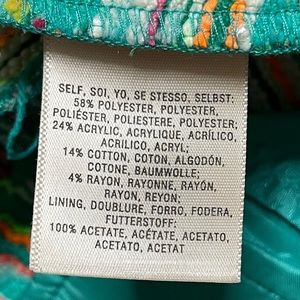 SELF, SOI, YO, SE STESSO, SELBST:
58% POLYESTER, POLYESTER,
POLIÉSTER, POLIESTERE, POLYESTER;
24% ACRYLIC, ACRYLIQUE, ACRÍLICO,
ACRILICO, ACRYL;
14% COTTON, COTON, ALGODÓN,
COTONE, BAUMWOLLE;
4% RAYON, RAYONNE, RAYÓN,
RAYON, REYON;
LINING, DOUBLURE, FORRO, FODERA,
FUTTERSTOFF:
100% ACETATE, ACÉTATE, ACETATO,
ACETATO, ACETAT